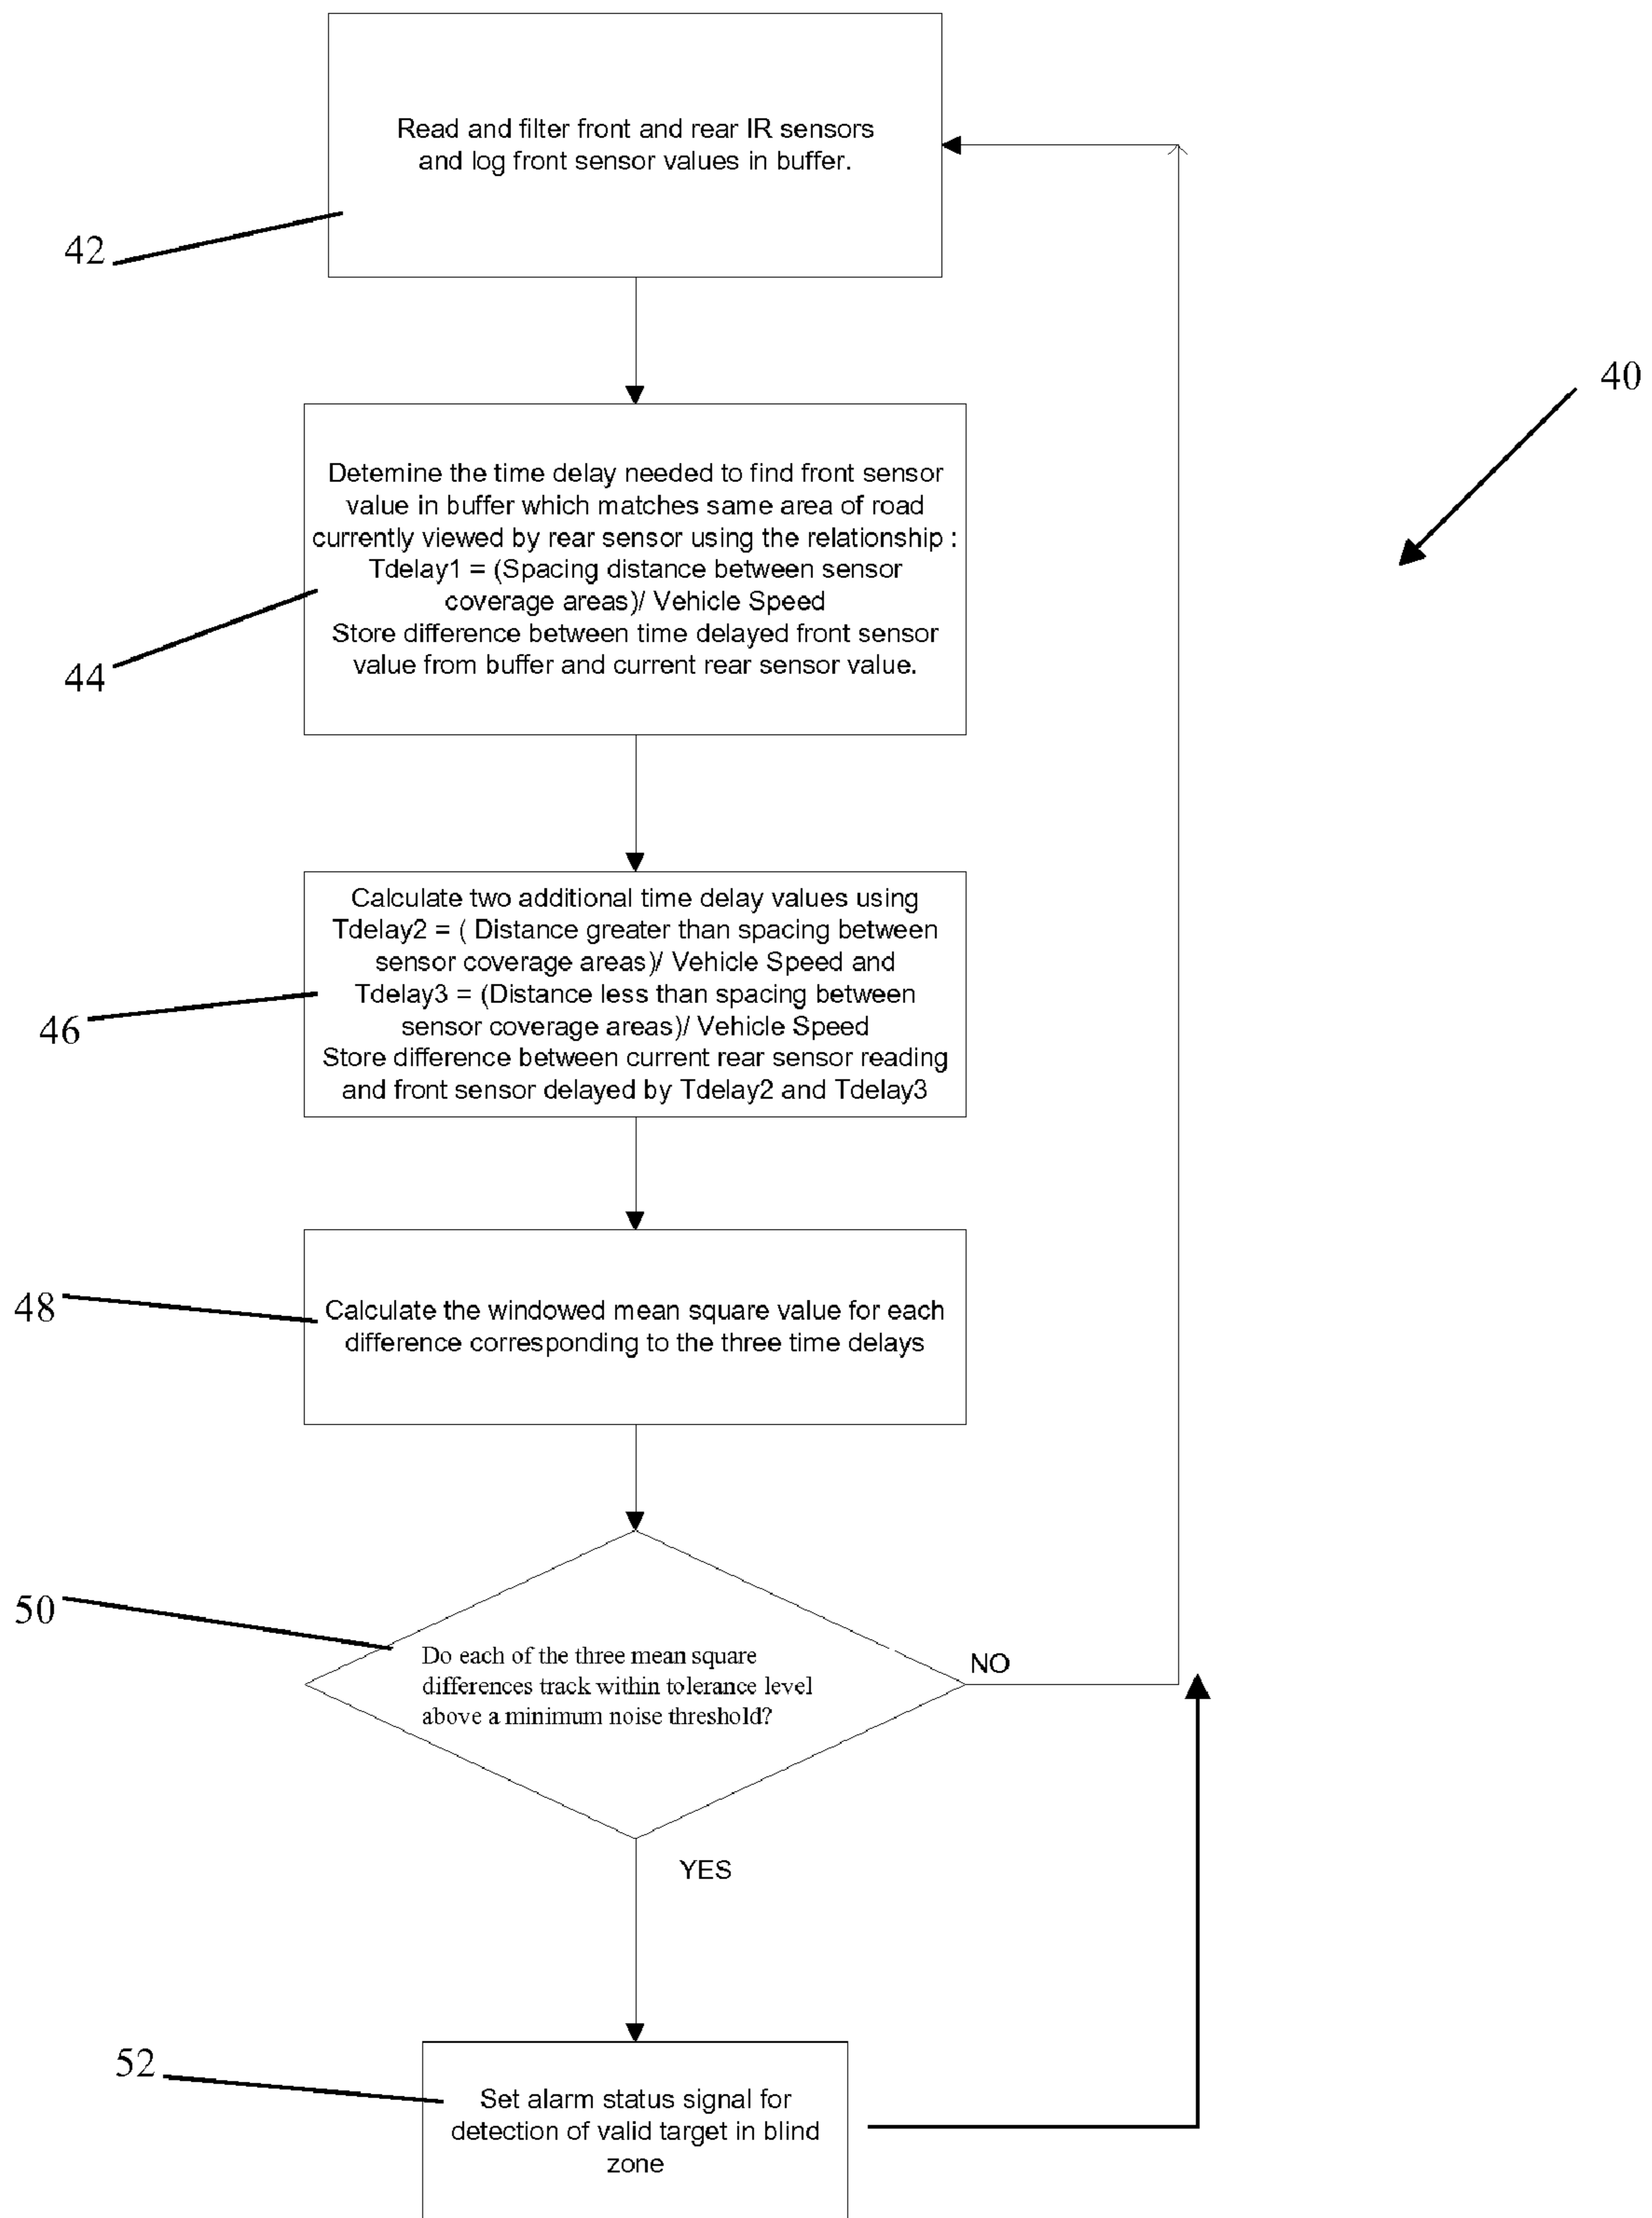 Read and filter front and rear IR sensors
and log front sensor values in buffer.
42
40
Detemine the time delay needed to find front sensor
value in buffer which matches same area of road
currently viewed by rear sensor using the relationship :
Tdelay1 = (Spacing distance between sensor
coverage areas)/ Vehicle Speed
Store difference between time delayed front sensor
value from buffer and current rear sensor value.
44
Calculate two additional time delay values using
Tdelay2 = ( Distance greater than spacing between
sensor coverage areas)/ Vehicle Speed and
Tdelay3 = (Distance less than spacing between
sensor coverage areas)/ Vehicle Speed
Store difference between current rear sensor reading
and front sensor delayed by Tdelay2 and Tdelay3
46
Calculate the windowed mean square value for each
difference corresponding to the three time delays
48
50
Do each of the three mean square
differences track within tolerance level
above a minimum noise threshold?
NO
YES
52
Set alarm status signal for
detection of valid target in blind
zone